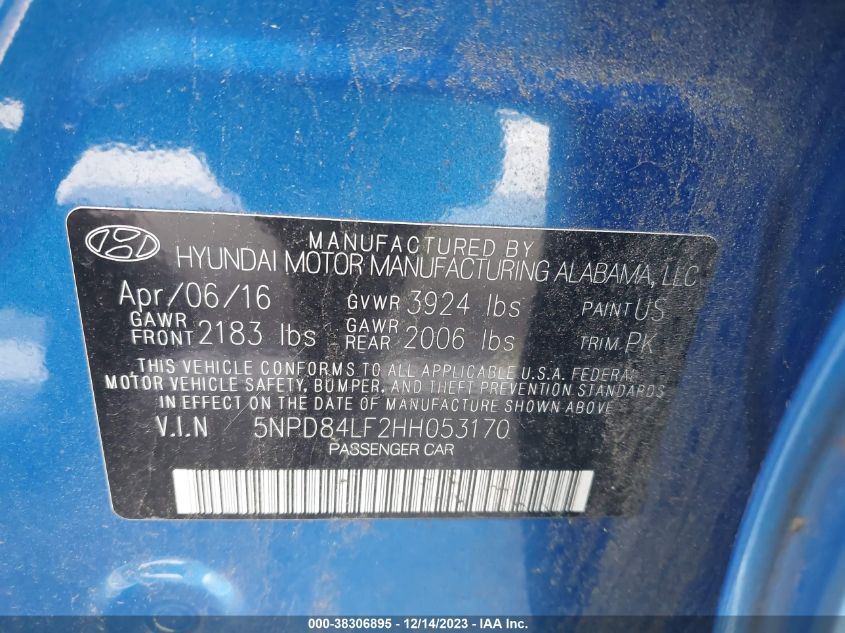 MANUFACTURED BY
HYUNDAI MOTOR MANUFACTURING ALABAMA, LLC
Apr/06/16 GVWR 3924 lbs PAINT US
GAWR FRONT 2183 lbs GAWR REAR 2006 lbs TRIM PK
THIS VEHICLE CONFORMS TO ALL APPLICABLE U.S.A. FEDERAL
MOTOR VEHICLE SAFETY, BUMPER, AND THEFT PREVENTION STANDARDS
IN EFFECT ON THE DATE OF MANUFACTURE SHOWN ABOVE.
V.I.N 5NPD84LF2HH053170
PASSENGER CAR
000-38306895 - 12/14/2023 - IAA Inc.